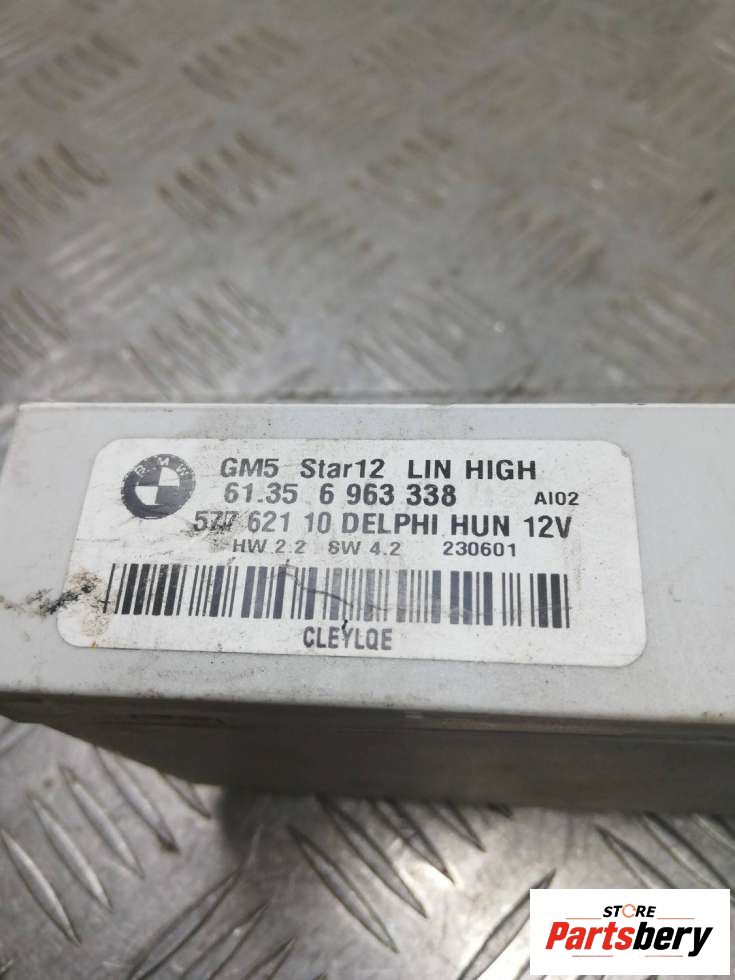 BMW
GM5 Star12 LIN HIGH
61.35 6 963 338 AI02
577 621 10 DELPHI HUN 12V
HW 2.2 SW 4.2 230601
CLEYLQE
STORE
Partsbery